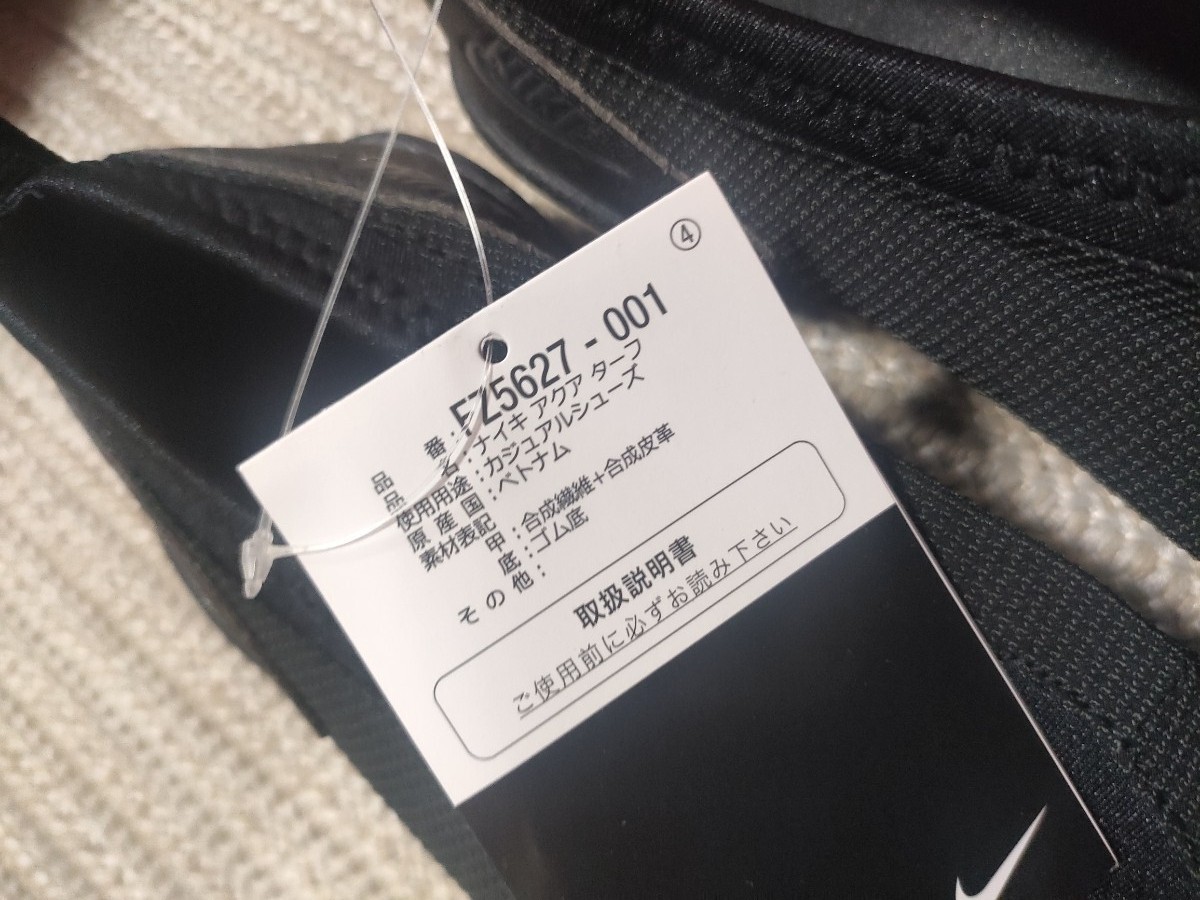 NIKE
④
品番:FZ5627-001
品名:ナイキ アクア ターフ
使用用途:カジュアルシューズ
原産国:ベトナム
素材表記
甲:合成繊維+合成皮革
底:ゴム底
その他:
取扱説明書
ご使用前に必ずお読み下さい